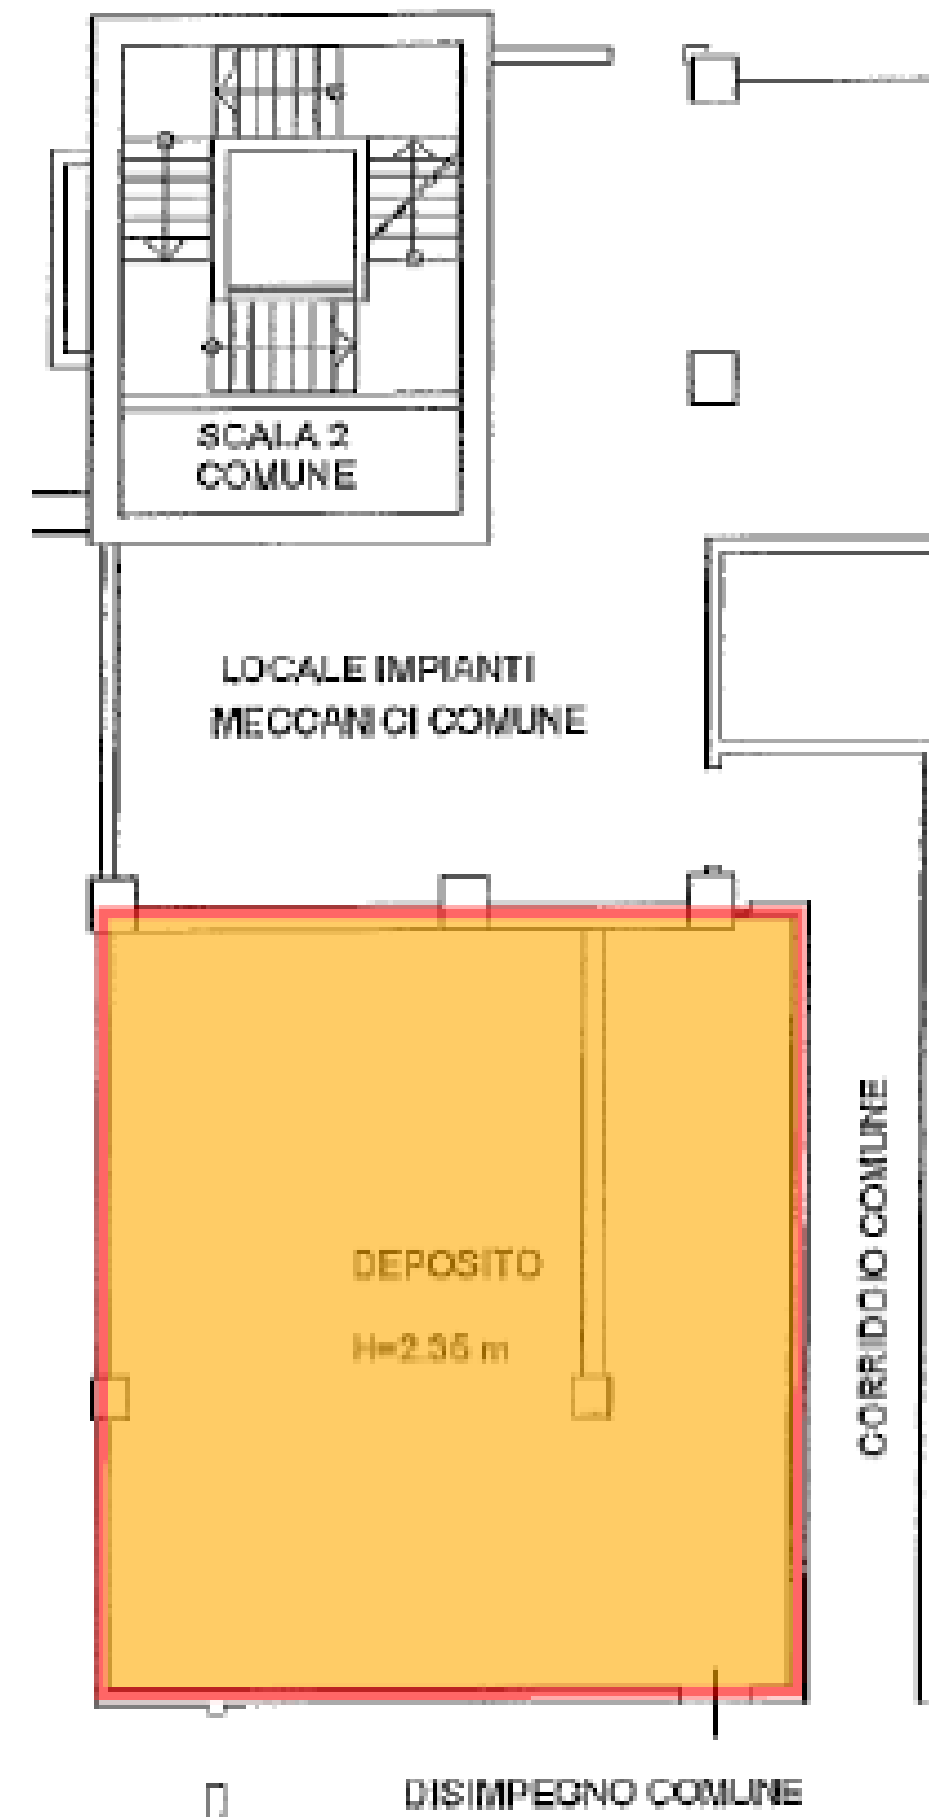 SCALA 2
COMUNE
LOCALE IMPIANTI
MECCANICI COMUNE
DEPOSITO
H=2.35 m
CORRIDOIO COMUNE
DISIMPEGNO COMUNE